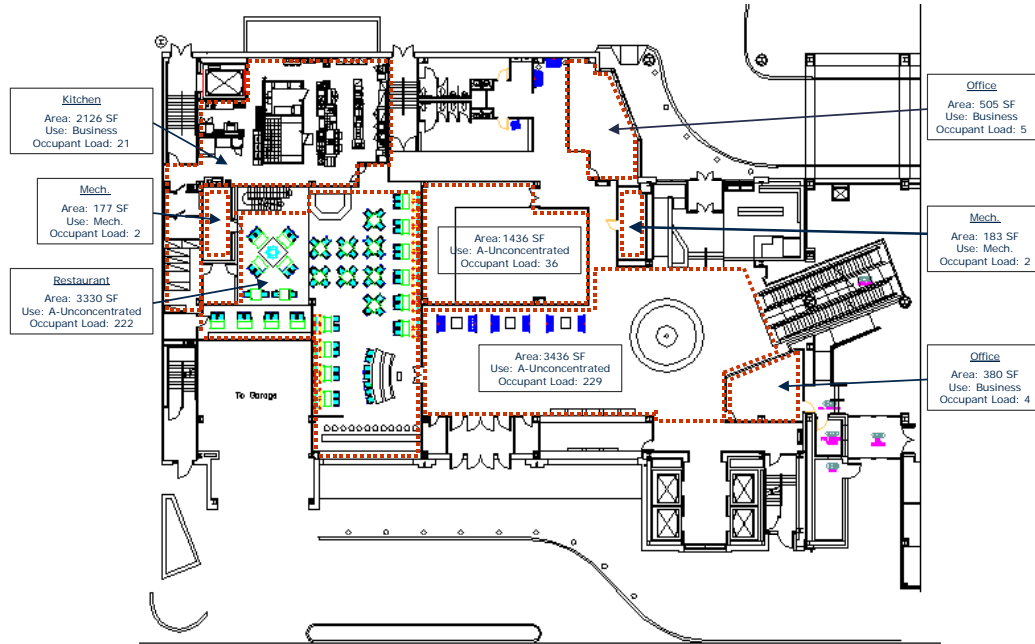 Kitchen
Area: 2126 SF
Use: Business
Occupant Load: 21
Mech.
Area: 177 SF
Use: Mech.
Occupant Load: 2
Restaurant
Area: 3330 SF
Use: A-Unconcentrated
Occupant Load: 222
Area:1436 SF
Use: A-Unconcentrated
Occupant Load: 36
Area:3436 SF
Use: A-Unconcentrated
Occupant Load: 229
To Garage
Office
Area: 505 SF
Use: Business
Occupant Load: 5
Mech.
Area: 183 SF
Use: Mech.
Occupant Load: 2
Office
Area: 380 SF
Use: Business
Occupant Load: 4